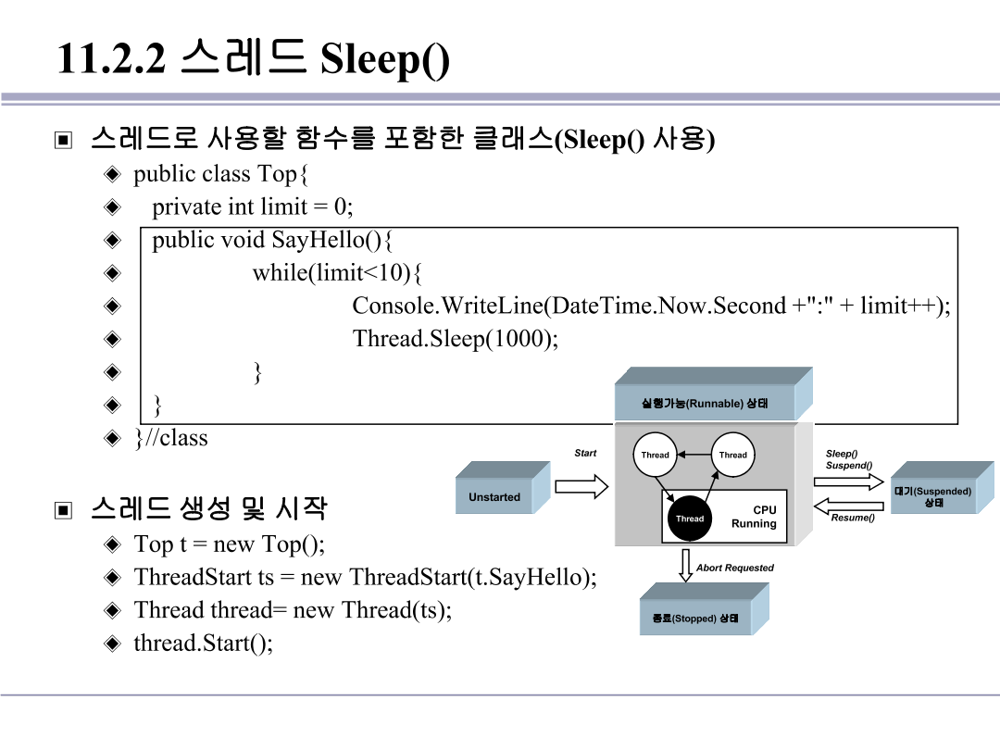 11.2.2 스레드 Sleep()
스레드로 사용할 함수를 포함한 클래스(Sleep() 사용)
public class Top{
private int limit = 0;
public void SayHello(){
while(limit<10){
Console.WriteLine(DateTime.Now.Second +":" + limit++);
Thread.Sleep(1000);
}
}
}//class
스레드 생성 및 시작
Top t = new Top();
ThreadStart ts = new ThreadStart(t.SayHello);
Thread thread= new Thread(ts);
thread.Start();
실행가능(Runnable) 상태
Unstarted
Start
Thread
Thread
Thread
CPU
Running
Sleep()
Suspend()
Resume()
대기(Suspended)
상태
Abort Requested
종료(Stopped) 상태